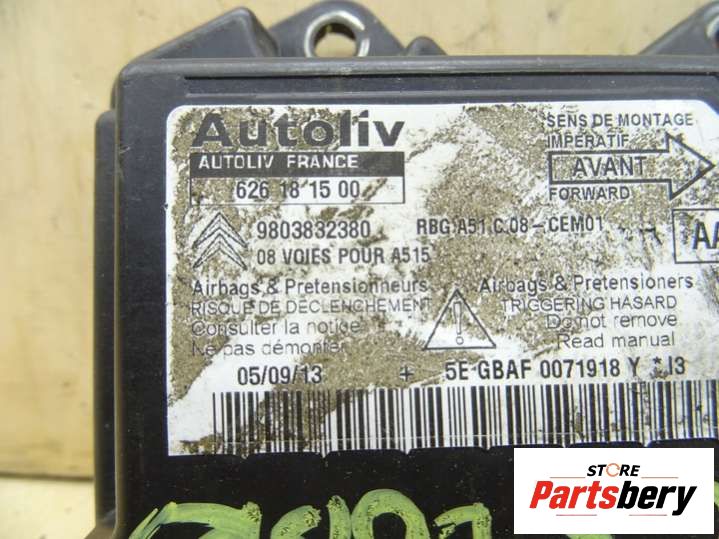 Autoliv
AUTOLIV FRANCE
626 18 15 00
SENS DE MONTAGE
IMPERATIF
AVANT
FORWARD
9803832380
RBG A51.C.08-CEM01
AA
08 VOIES POUR A515
Airbags & Pretensionneurs
RISQUE DE DECLENCHEMENT
Consulter la notice
Ne pas démonter
Airbags & Pretensioners
TRIGGERING HASARD
Do not remove
Read manual
05/09/13 + 5E GBAF 0071918 Y * I3
STORE
Partsbery